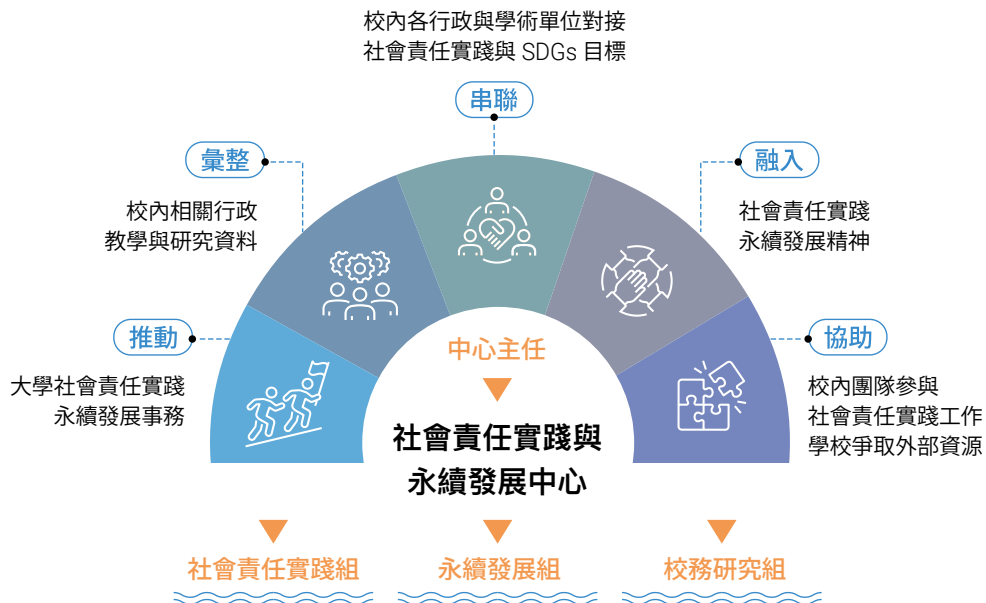 校內各行政與學術單位對接
社會責任實踐與 SDGs 目標
串聯
彙整
校內相關行政
教學與研究資料
融入
社會責任實踐
永續發展精神
推動
大學社會責任實踐
永續發展事務
協助
校內團隊參與
社會責任實踐工作
學校爭取外部資源
中心主任
社會責任實踐與
永續發展中心
社會責任實踐組
永續發展組
校務研究組